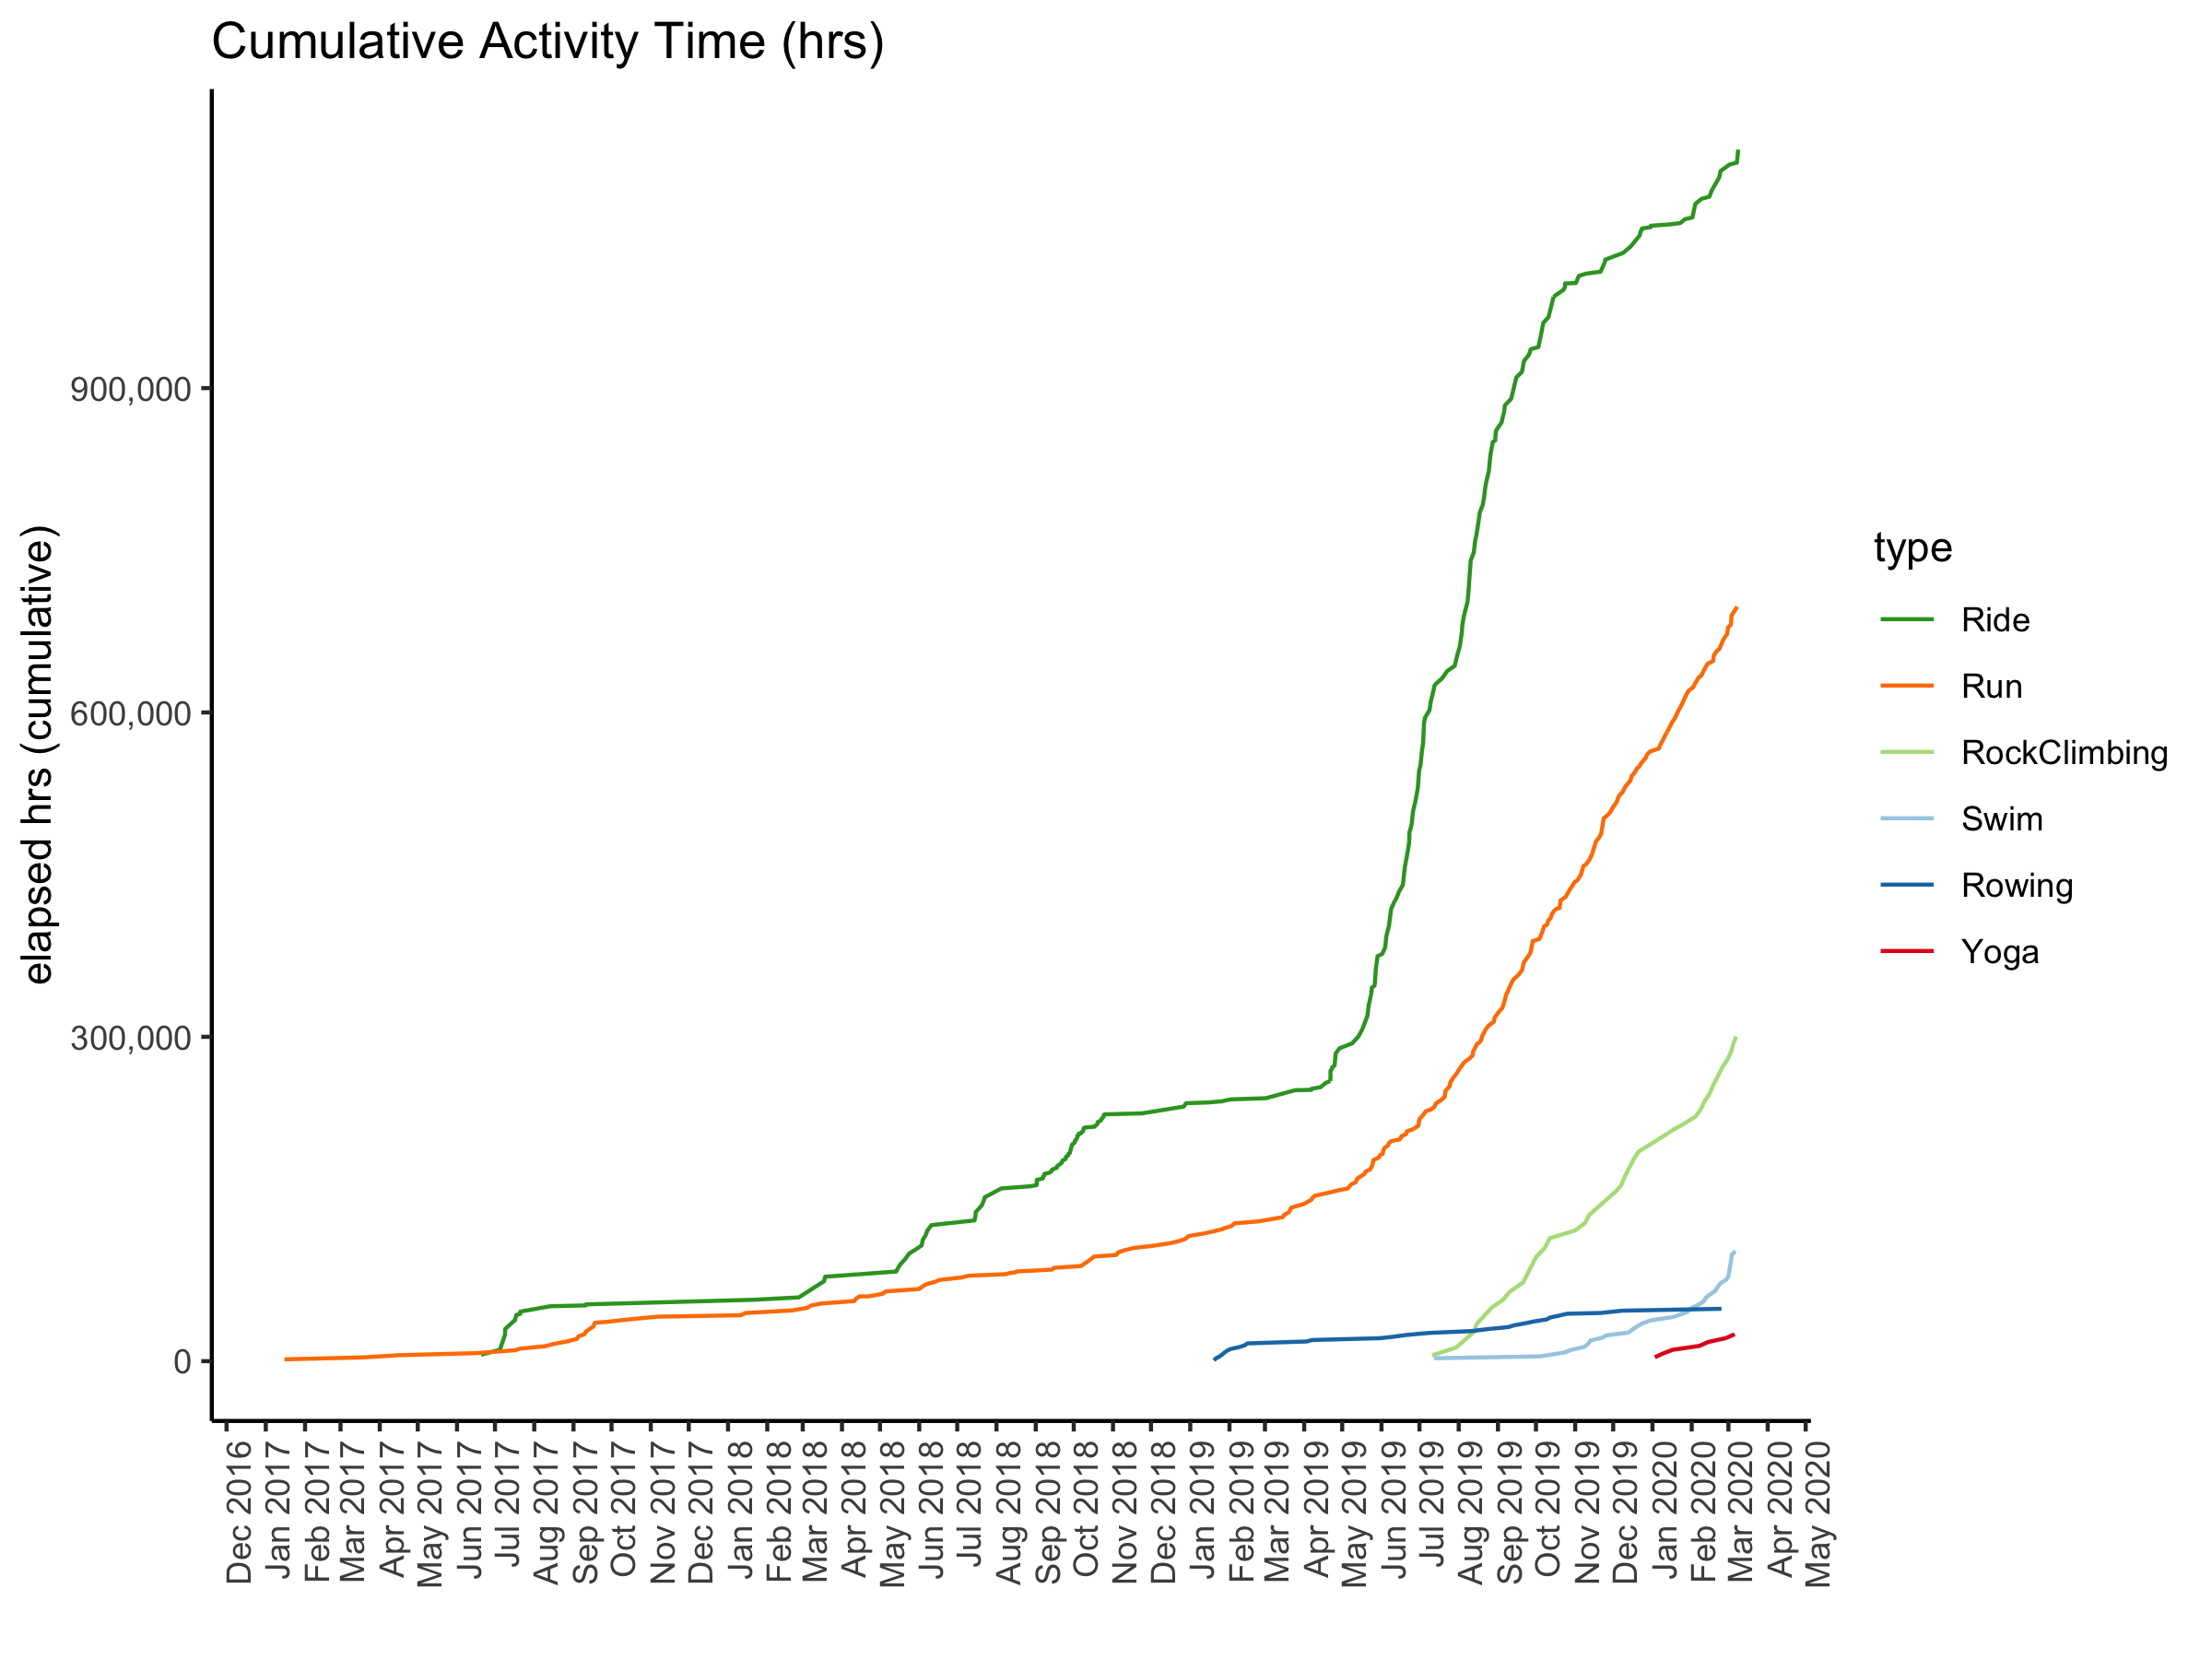 Cumulative Activity Time (hrs)
elapsed hrs (cumulative)
900,000
600,000
300,000
0
Dec 2016
Jan 2017
Feb 2017
Mar 2017
Apr 2017
May 2017
Jun 2017
Jul 2017
Aug 2017
Sep 2017
Oct 2017
Nov 2017
Dec 2017
Jan 2018
Feb 2018
Mar 2018
Apr 2018
May 2018
Jun 2018
Jul 2018
Aug 2018
Sep 2018
Oct 2018
Nov 2018
Dec 2018
Jan 2019
Feb 2019
Mar 2019
Apr 2019
May 2019
Jun 2019
Jul 2019
Aug 2019
Sep 2019
Oct 2019
Nov 2019
Dec 2019
Jan 2020
Feb 2020
Mar 2020
Apr 2020
May 2020
type
Ride
Run
RockClimbing
Swim
Rowing
Yoga